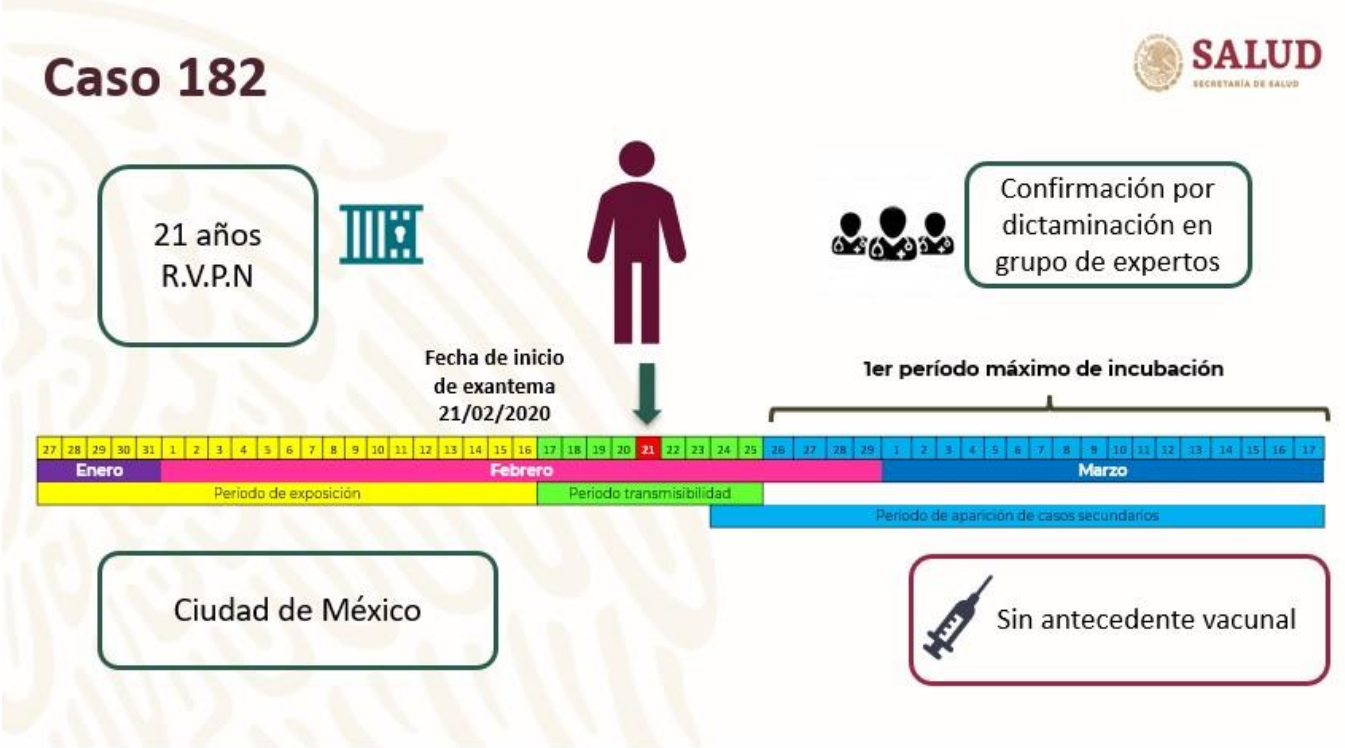 Caso 182
SALUD
SECRETARÍA DE SALUD
21 años
R.V.P.N
Confirmación por
dictaminación en
grupo de expertos
Fecha de inicio
de exantema
21/02/2020
1er período máximo de incubación
27 28 29 30 31 1 2 3 4 5 6 7 8 9 10 11 12 13 14 15 16 17 18 19 20 21 22 23 24 25 26 27 28 29 1 2 3 4 5 6 7 8 9 10 11 12 13 14 15 16 17
Enero Febrero Marzo
Periodo de exposición Periodo transmisibilidad
Periodo de aparición de casos secundarios
Ciudad de México
Sin antecedente vacunal